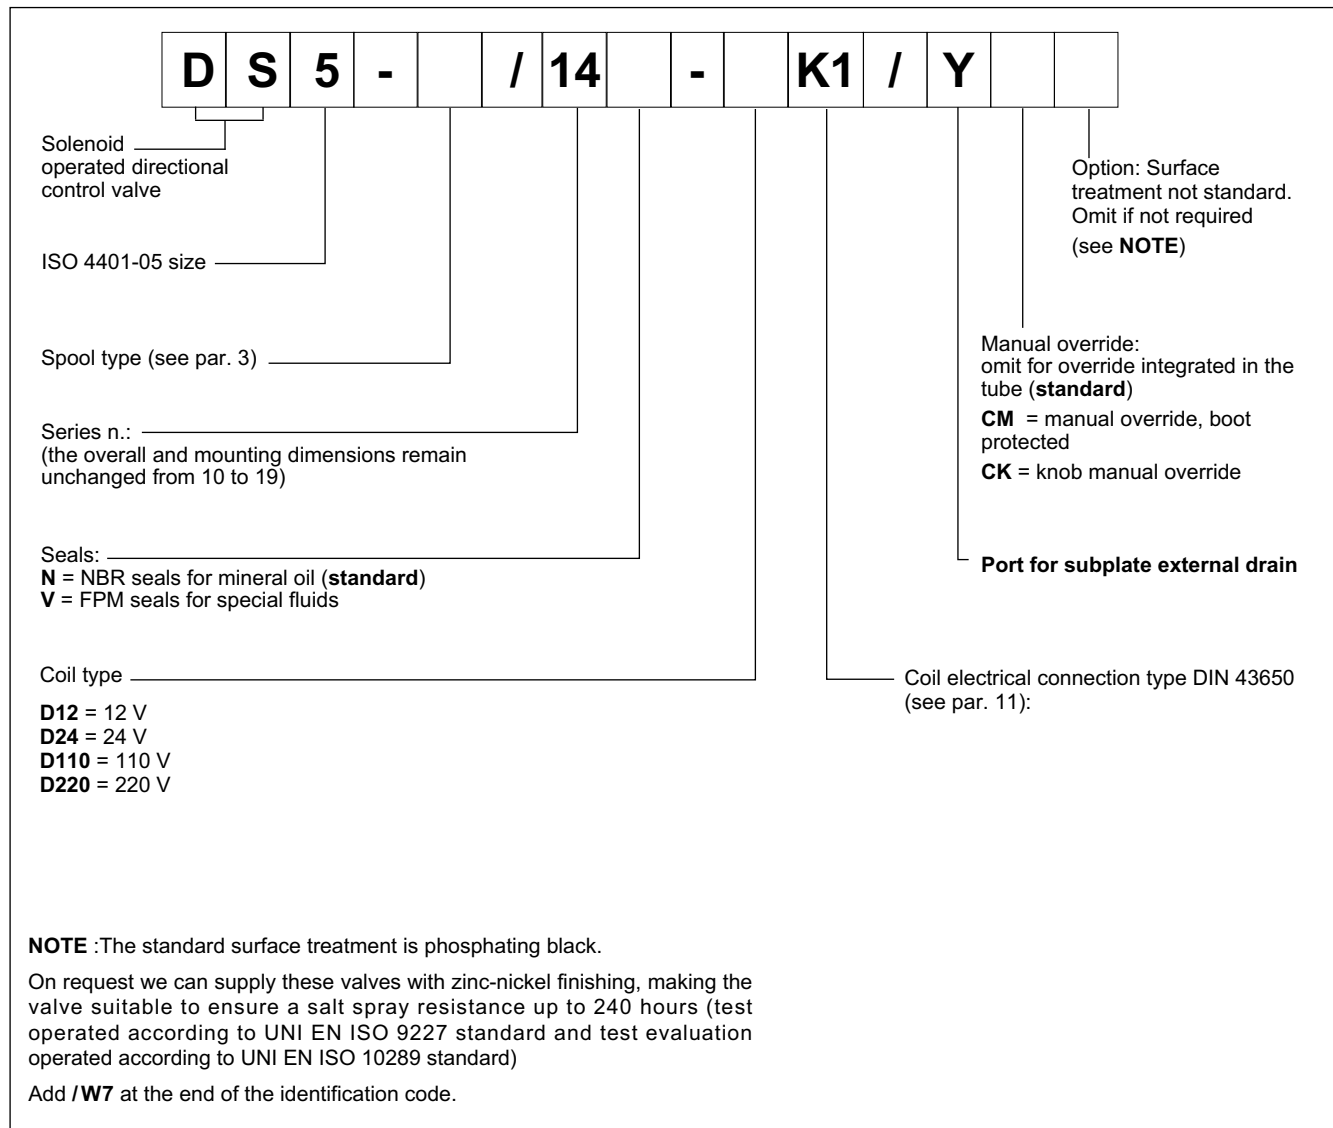 D S 5 - / 14 - K1 / Y
Solenoid
operated directional
control valve
ISO 4401-05 size
Spool type (see par. 3)
Series n.:
(the overall and mounting dimensions remain
unchanged from 10 to 19)
Seals:
N = NBR seals for mineral oil (standard)
V = FPM seals for special fluids
Coil type
D12 = 12 V
D24 = 24 V
D110 = 110 V
D220 = 220 V
Option: Surface
treatment not standard.
Omit if not required
(see NOTE)
Manual override:
omit for override integrated in the
tube (standard)
CM = manual override, boot
protected
CK = knob manual override
Port for subplate external drain
Coil electrical connection type DIN 43650
(see par. 11):
NOTE :The standard surface treatment is phosphating black.
On request we can supply these valves with zinc-nickel finishing, making the
valve suitable to ensure a salt spray resistance up to 240 hours (test
operated according to UNI EN ISO 9227 standard and test evaluation
operated according to UNI EN ISO 10289 standard)
Add /W7 at the end of the identification code.